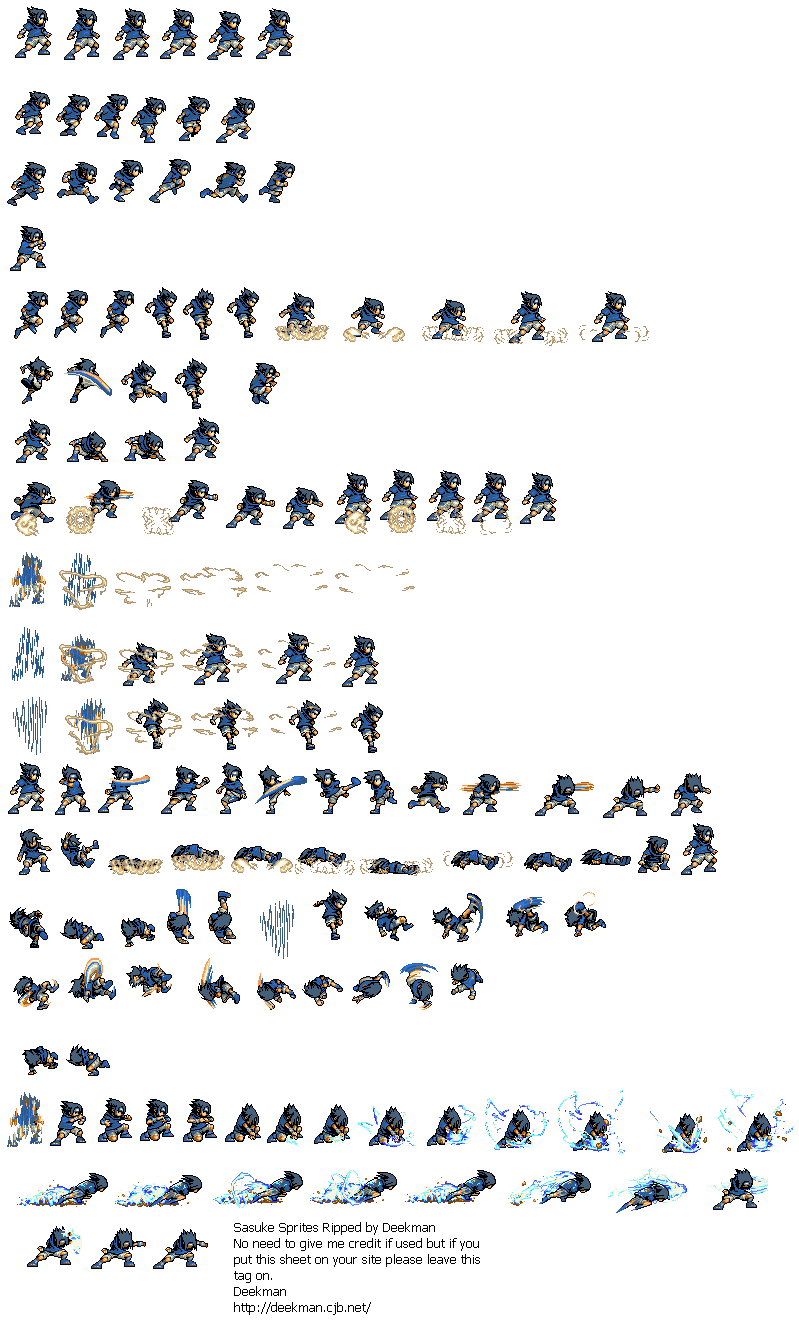 Sasuke Sprites Ripped by Deekman
No need to give me credit if used but if you
put this sheet on your site please leave this
tag on.
Deekman
http://deekman.cjb.net/